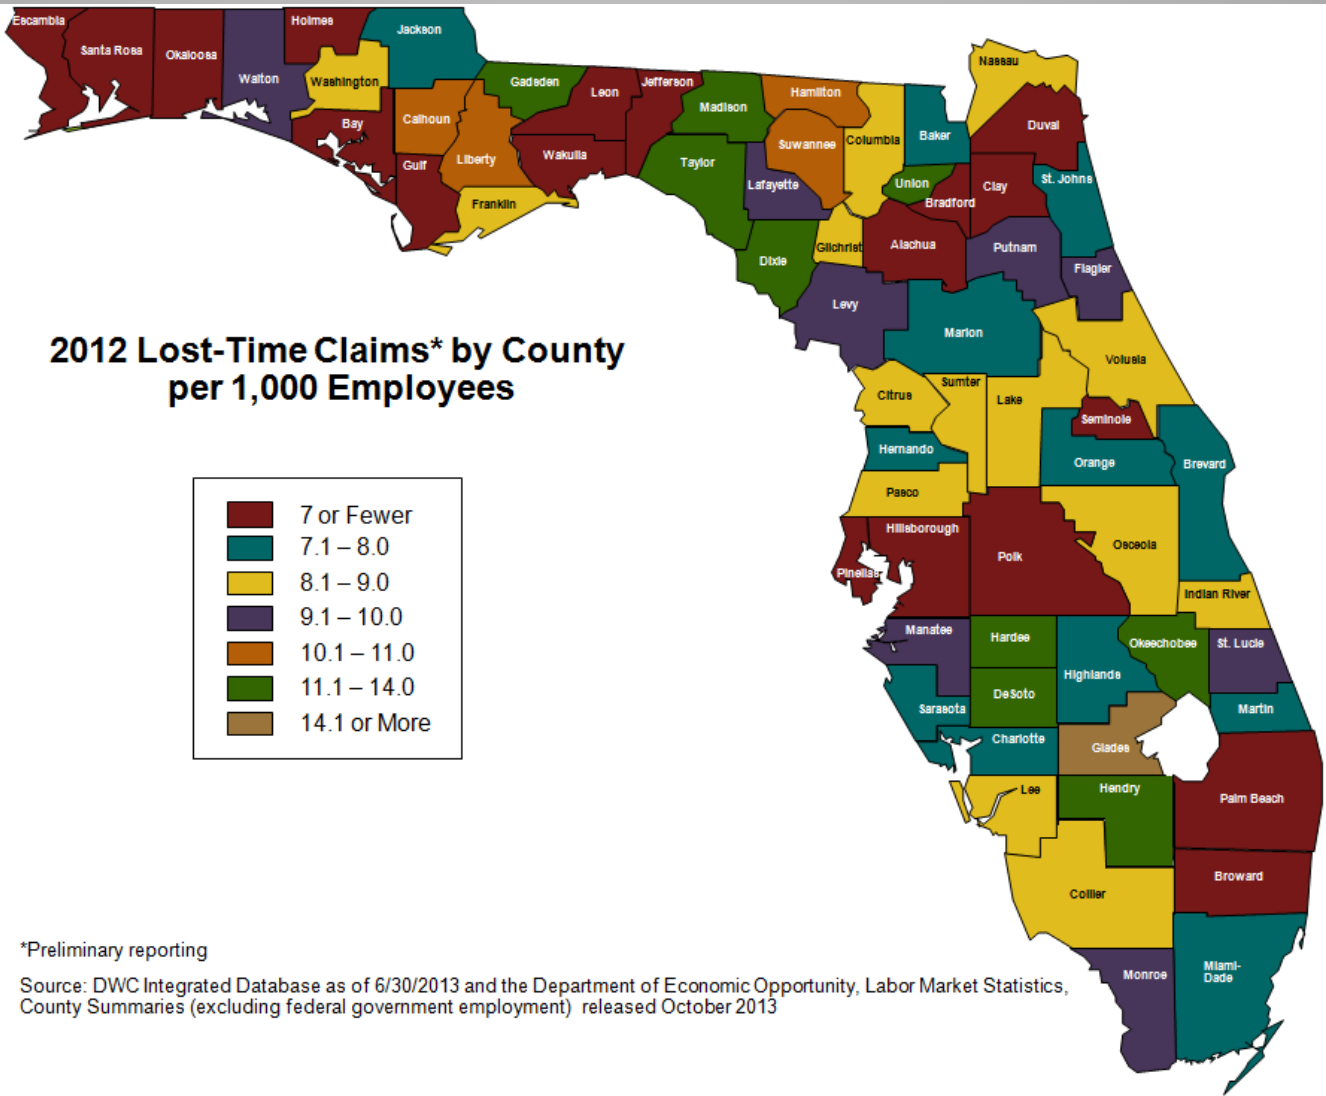 Escambia
Santa Rosa
Okaloosa
Walton
Holmes
Washington
Jackson
Bay
Calhoun
Gulf
Liberty
Franklin
Gadsden
Leon
Wakulla
Jefferson
Madison
Taylor
Hamilton
Suwannee
Lafayette
Dixie
Columbia
Gilchrist
Baker
Union
Bradford
Alachua
Nassau
Duval
Clay
St. Johns
Putnam
Flagler
Levy
Marion
Volusia
Citrus
Sumter
Lake
Seminole
Hernando
Orange
Brevard
Pasco
Hillsborough
Pinellas
Polk
Osceola
Indian River
Manatee
Hardee
Okeechobee
St. Lucie
Highlands
DeSoto
Sarasota
Martin
Charlotte
Glades
Lee
Hendry
Palm Beach
Broward
Collier
Monroe
Miami-
Dade
2012 Lost-Time Claims* by County
per 1,000 Employees
7 or Fewer
7.1 – 8.0
8.1 – 9.0
9.1 – 10.0
10.1 – 11.0
11.1 – 14.0
14.1 or More
*Preliminary reporting
Source: DWC Integrated Database as of 6/30/2013 and the Department of Economic Opportunity, Labor Market Statistics,
County Summaries (excluding federal government employment)  released October 2013